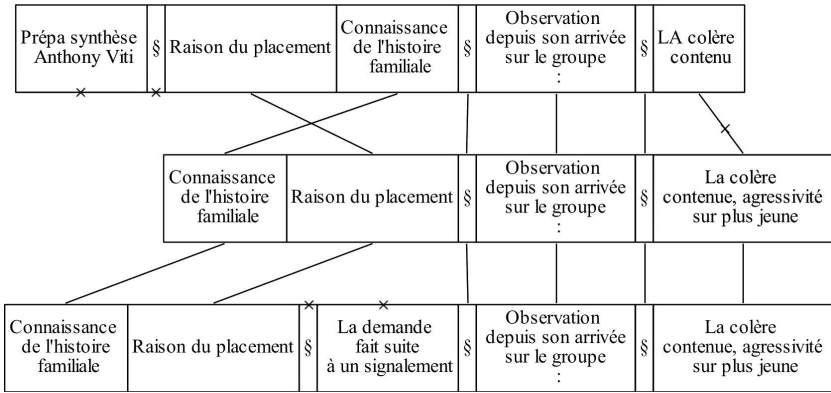 Prépa synthèse
Anthony Viti
§
Raison du placement
Connaissance
de l'histoire
familiale
§
Observation
depuis son arrivée
sur le groupe
:
§
LA colère
contenu
Connaissance
de l'histoire
familiale
Raison du placement
§
Observation
depuis son arrivée
sur le groupe
:
§
La colère
contenue, agressivité
sur plus jeune
Connaissance
de l'histoire
familiale
Raison du placement
§
La demande
fait suite
à un signalement
§
Observation
depuis son arrivée
sur le groupe
:
§
La colère
contenue, agressivité
sur plus jeune